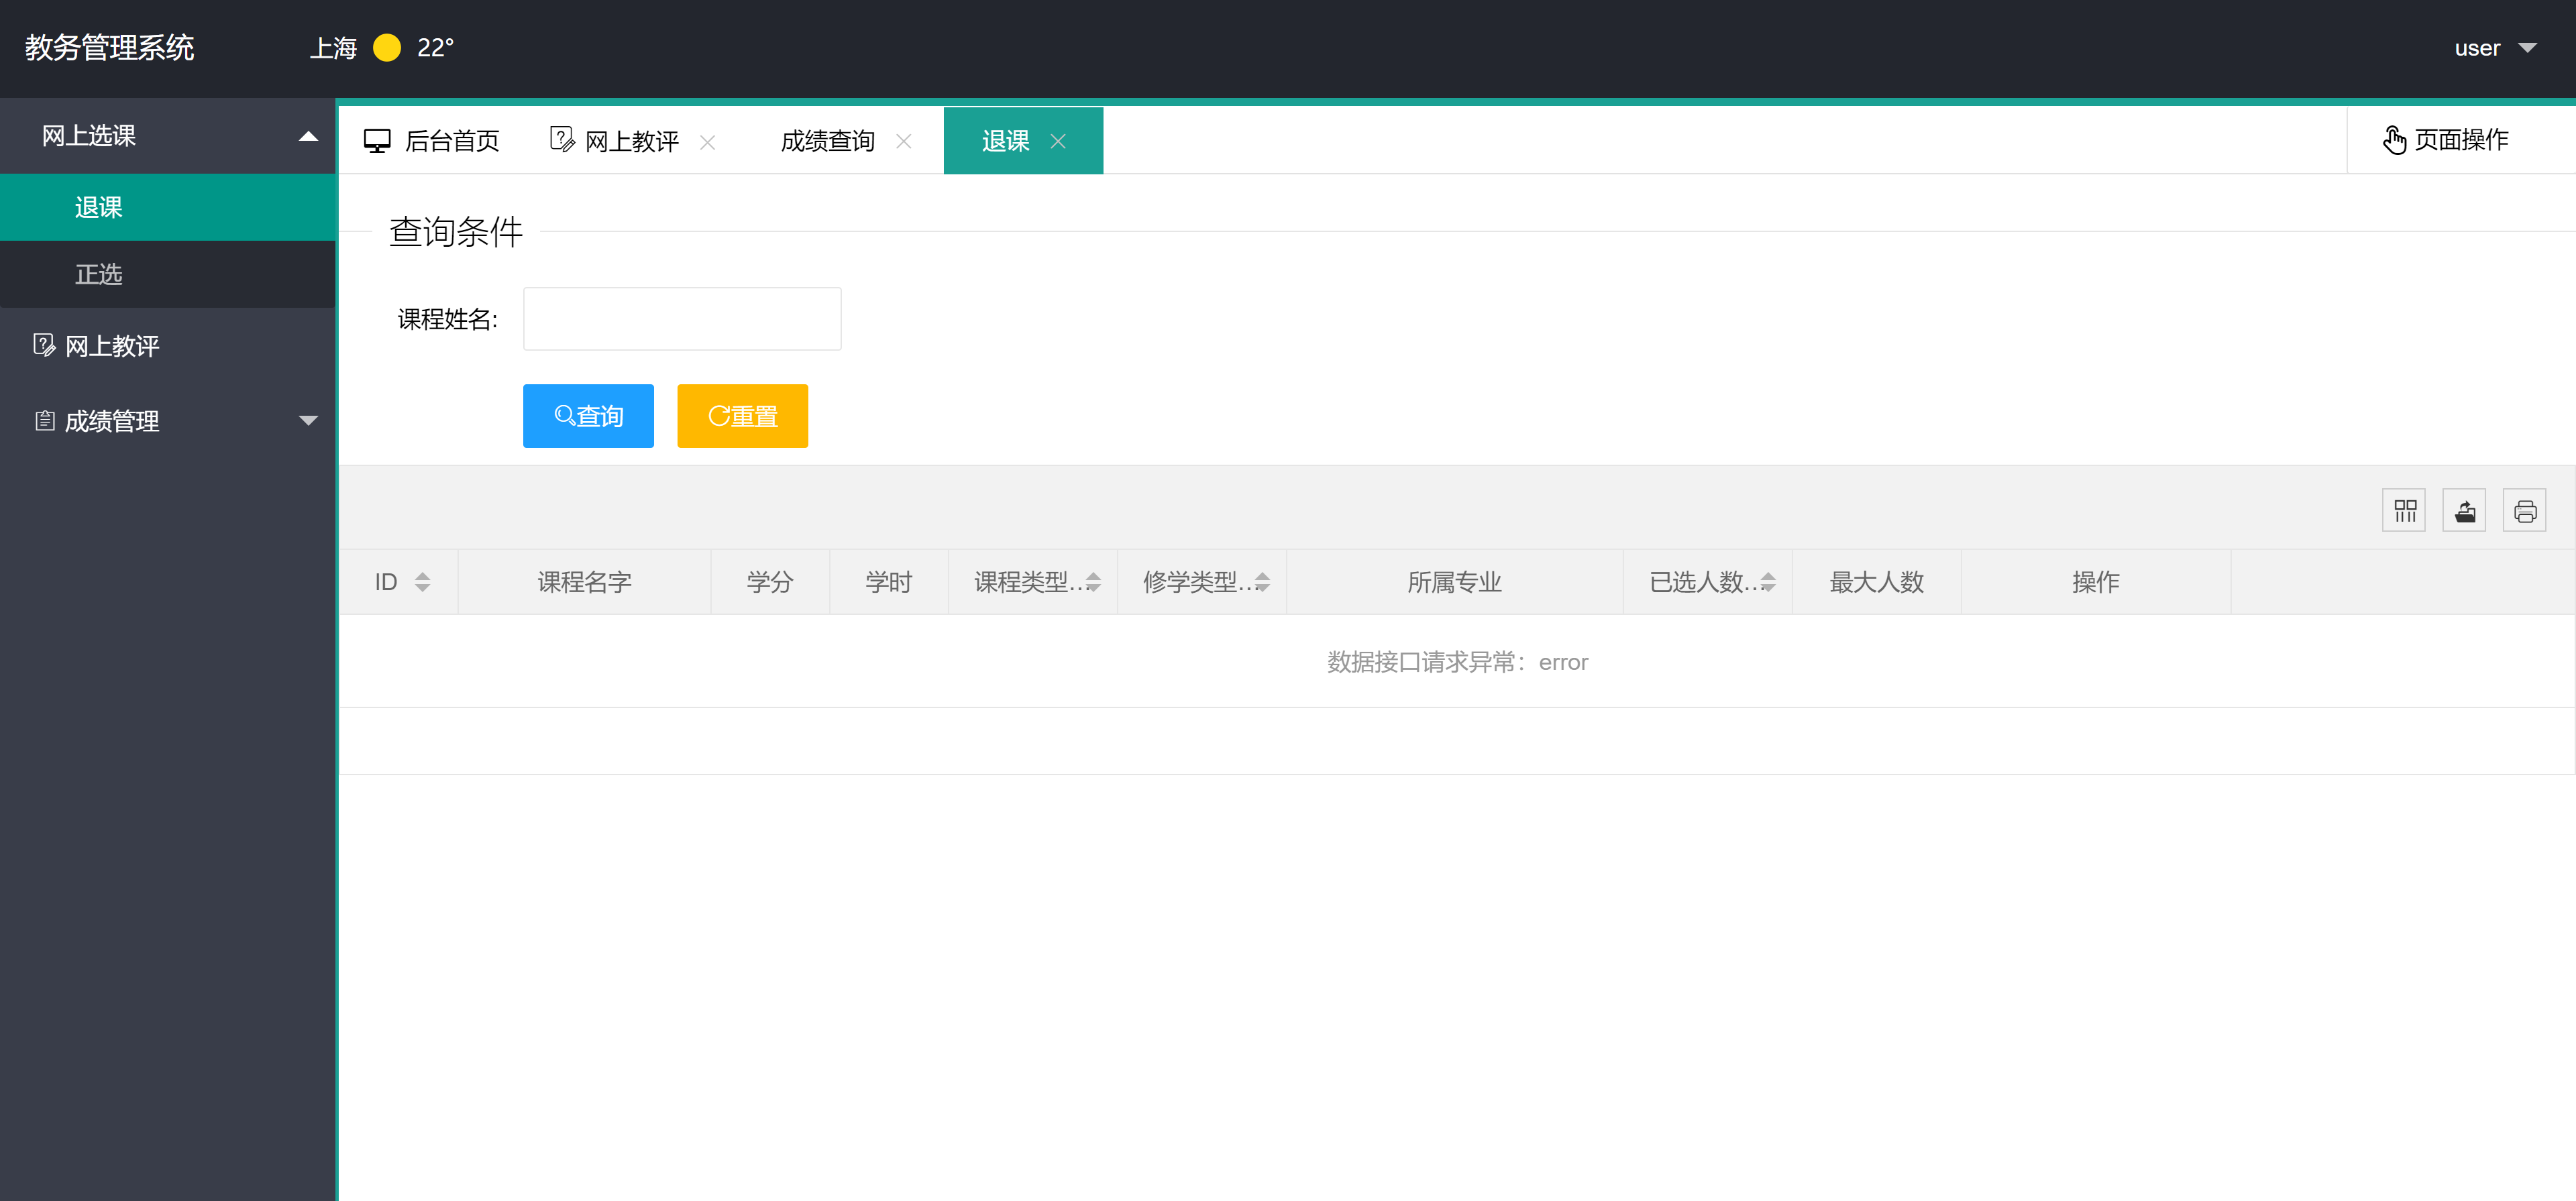 教务管理系统
上海 22°
user
网上选课
退课
正选
网上教评
成绩管理
后台首页
网上教评
成绩查询
退课
页面操作
查询条件
课程姓名:
查询
重置
ID
课程名字
学分
学时
课程类型...
修学类型...
所属专业
已选人数...
最大人数
操作
数据接口请求异常：error